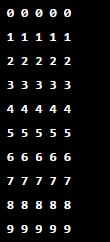 0 0 0 0 0
1 1 1 1 1
2 2 2 2 2
3 3 3 3 3
4 4 4 4 4
5 5 5 5 5
6 6 6 6 6
7 7 7 7 7
8 8 8 8 8
9 9 9 9 9